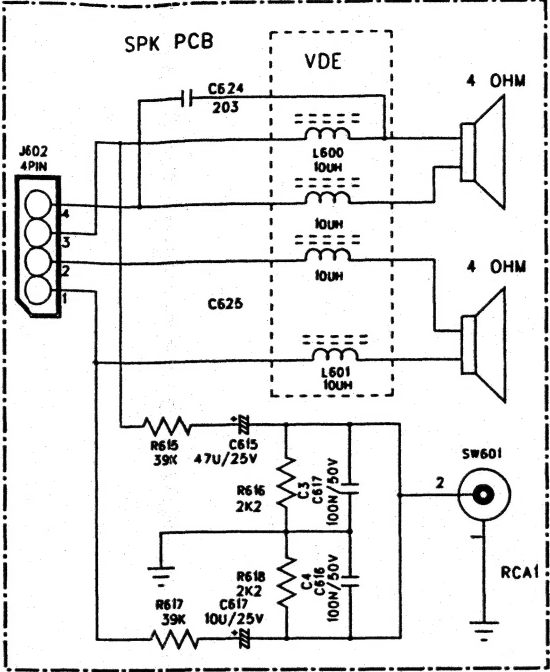 SPK PCB
VDE
C624
203
4 OHM
J602
4PIN
L600
10UH
4
3
2
1
10UH
10UH
4 OHM
C625
L601
10UH
R615
39K
C615
47U/25V
SW601
2
R616
2K2
C3
C617
100N/50V
1
RCA1
R618
2K2
C4
C616
100N/50V
R617
39K
C617
10U/25V